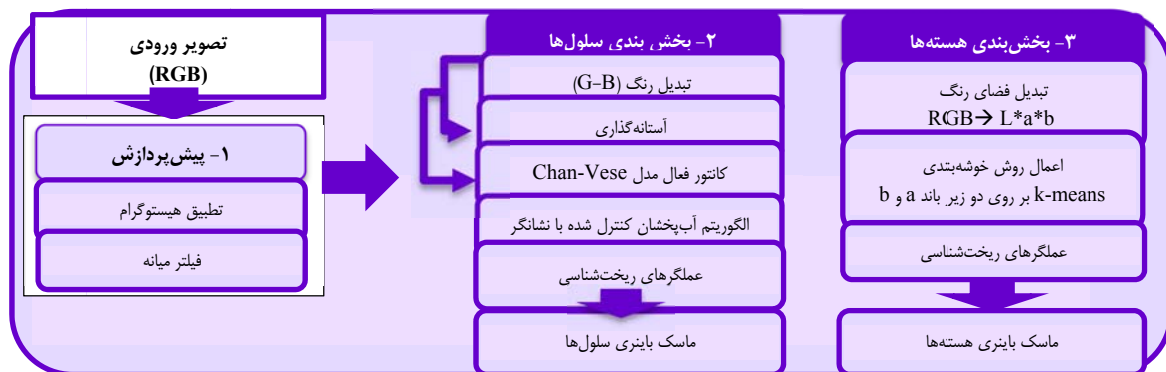 تصویر ورودی
(RGB)
۱- پیش‌پردازش
تطبیق هیستوگرام
فیلتر میانه
۲- بخش بندی سلول‌ها
تبدیل رنگ (G–B)
آستانه‌گذاری
کانتور فعال مدل Chan-Vese
الگوریتم آب‌پخشان کنترل شده با نشانگر
عملگرهای ریخت‌شناسی
ماسک باینری سلول‌ها
۳- بخش‌بندی هسته‌ها
تبدیل فضای رنگ
RGB→ L*a*b
اعمال روش خوشه‌بندی
k-means بر روی دو زیر باند a و b
عملگرهای ریخت‌شناسی
ماسک باینری هسته‌ها